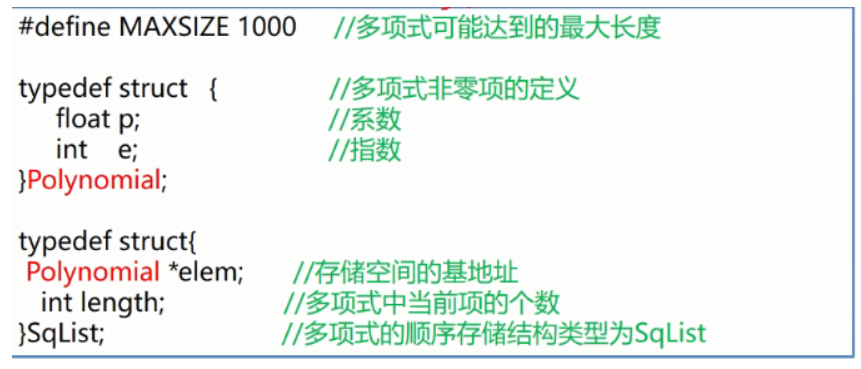 #define MAXSIZE 1000 //多项式可能达到的最大长度
typedef struct { //多项式非零项的定义
float p; //系数
int e; //指数
}Polynomial;
typedef struct{
Polynomial *elem; //存储空间的基地址
int length; //多项式中当前项的个数
}SqList; //多项式的顺序存储结构类型为SqList